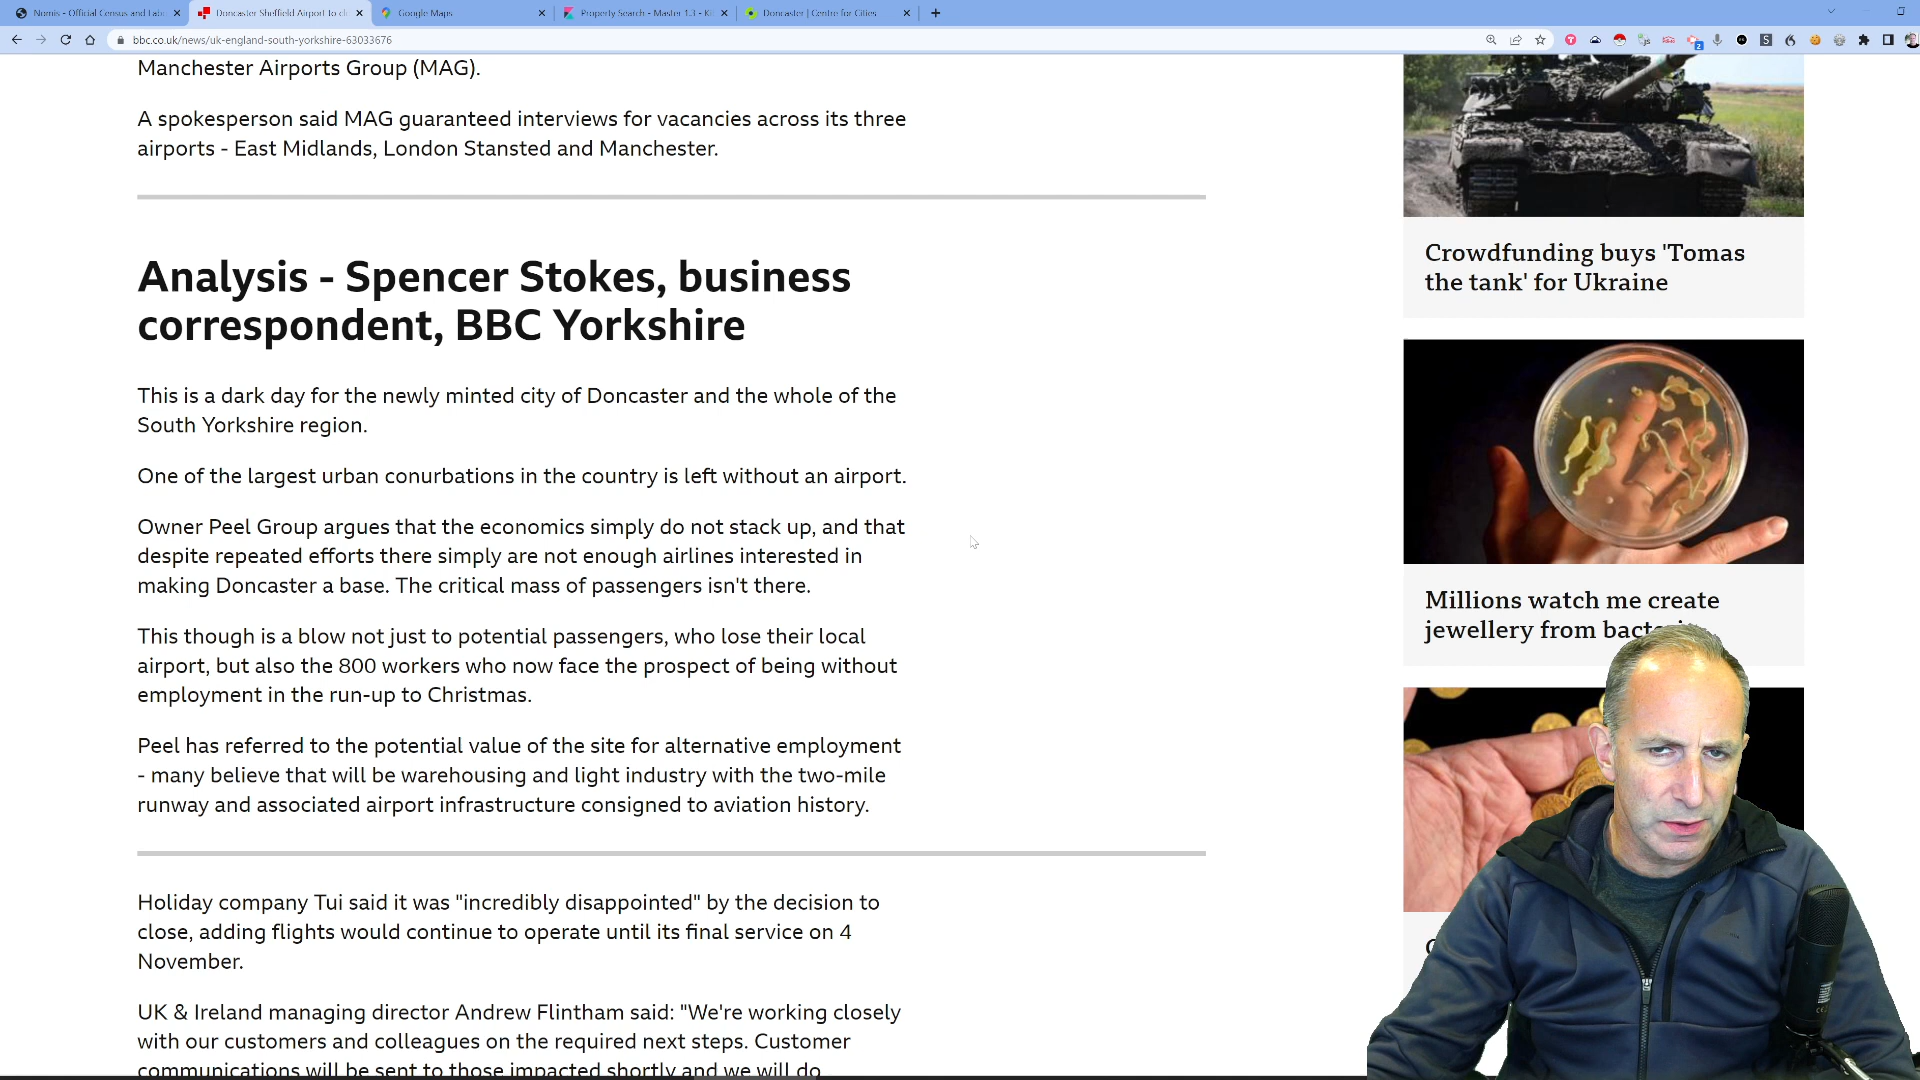 Nomis - Official Census and Lab
Doncaster Sheffield Airport to cl
Google Maps
Property Search - Master 1.3 - Ki
Doncaster | Centre for Cities
bbc.co.uk/news/uk-england-south-yorkshire-63033676
Manchester Airports Group (MAG).
A spokesperson said MAG guaranteed interviews for vacancies across its three
airports - East Midlands, London Stansted and Manchester.
Analysis - Spencer Stokes, business
correspondent, BBC Yorkshire
This is a dark day for the newly minted city of Doncaster and the whole of the
South Yorkshire region.
One of the largest urban conurbations in the country is left without an airport.
Owner Peel Group argues that the economics simply do not stack up, and that
despite repeated efforts there simply are not enough airlines interested in
making Doncaster a base. The critical mass of passengers isn't there.
This though is a blow not just to potential passengers, who lose their local
airport, but also the 800 workers who now face the prospect of being without
employment in the run-up to Christmas.
Peel has referred to the potential value of the site for alternative employment
- many believe that will be warehousing and light industry with the two-mile
runway and associated airport infrastructure consigned to aviation history.
Holiday company Tui said it was "incredibly disappointed" by the decision to
close, adding flights would continue to operate until its final service on 4
November.
UK & Ireland managing director Andrew Flintham said: "We're working closely
with our customers and colleagues on the required next steps. Customer
communications will be sent to those impacted shortly and we will do
Crowdfunding buys 'Tomas
the tank' for Ukraine
Millions watch me create
jewellery from